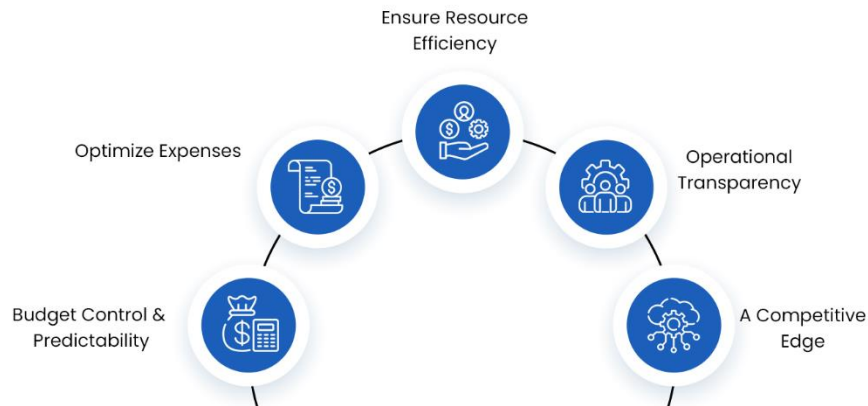 Ensure Resource
Efficiency
Optimize Expenses
Operational
Transparency
Budget Control &
Predictability
A Competitive
Edge